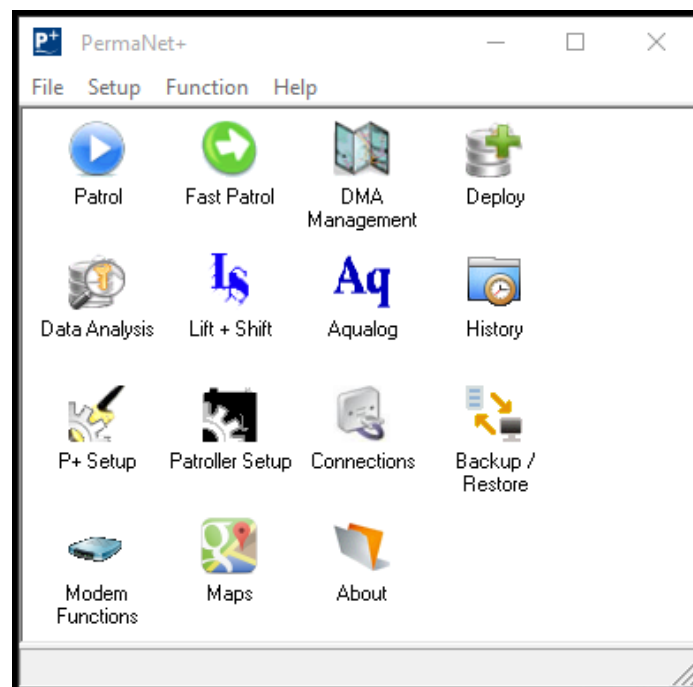 P+ PermaNet+
File Setup Function Help
Patrol Fast Patrol DMA Management Deploy
Data Analysis Lift + Shift Aqualog History
LS Aq
P+ Setup Patroller Setup Connections Backup / Restore
Modem Functions Maps About
g